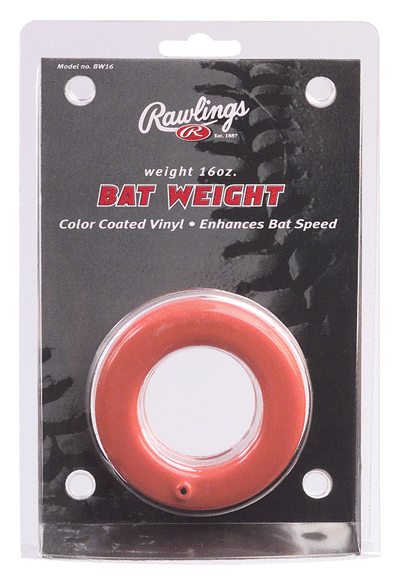 Model no. BW16
Rawlings
R
Est. 1887
weight 16oz.
BAT WEIGHT
Color Coated Vinyl • Enhances Bat Speed